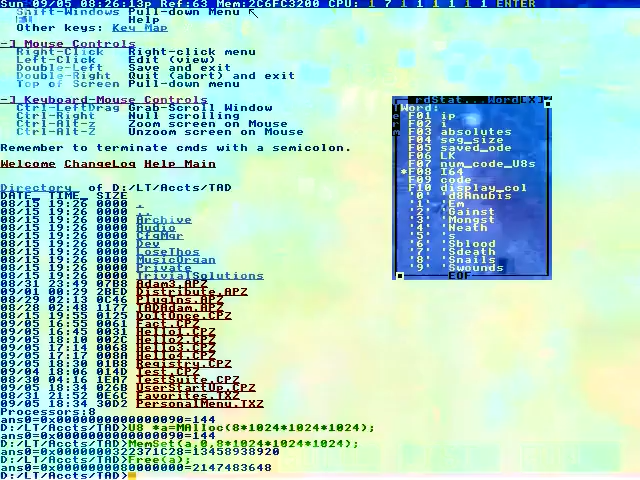 Sun 09/05 08:26:13p Ref:63 Mem:2C6FC3200 CPU: 1 7 1 1 1 1 1 1 ENTER
Shift-Windows Pull-down Menu
Help
Other keys: Key Map
-] Mouse Controls
Right-Click Right-click menu
Left-Click Edit (view)
Double-Left Save and exit
Double-Right Quit (abort) and exit
Top of Screen Pull-down menu
-] Keyboard-Mouse Controls
Ctrl-LeftDrag Grab-Scroll Window
Ctrl-Right Null scrolling
Ctrl-Alt-z Zoom screen on Mouse
Ctrl-Alt-Z Unzoom screen on Mouse
Remember to terminate cmds with a semicolon.
Welcome ChangeLog Help Main
Directory of D:/LT/Accts/TAD
DATE_ TIME_ SIZE
08/15 19:26 0000 .
08/15 19:26 0000 ..
08/15 19:26 0000 Archive
08/15 19:26 0000 Audio
08/15 19:26 0000 CfgMgr
08/15 19:26 0000 Dev
08/15 19:26 0000 LoseThos
08/15 19:26 0000 MusicOrgan
08/15 19:26 0000 Private
08/15 19:26 0000 TrivialSolutions
08/31 23:49 07B8 Adam3.APZ
09/01 00:29 2BED Distribute.APZ
08/29 02:13 0C46 PlugIns.APZ
08/28 02:48 1177 TADAdam.APZ
08/15 19:55 0125 DoItOnce.CPZ
09/05 16:55 0061 Fact.CPZ
09/05 16:45 0031 Hello1.CPZ
09/05 18:10 002C Hello2.CPZ
09/05 17:14 0068 Hello3.CPZ
09/05 17:17 008A Hello4.CPZ
09/05 18:30 01B8 Registry.CPZ
09/04 18:06 014D Test.CPZ
08/30 04:16 1EA7 TestSuite.CPZ
09/05 18:34 026B UserStartUp.CPZ
08/31 21:52 0E6C Favorites.TXZ
09/05 18:34 30D2 PersonalMenu.TXZ
Processors:8
ans0=0x0000000000000090=144
D:/LT/Accts/TAD>U8 *a=MAlloc(8*1024*1024*1024);
ans0=0x0000000000000090=144
D:/LT/Accts/TAD>MemSet(a,0,8*1024*1024*1024);
ans0=0x0000000322371C28=13458938920
D:/LT/Accts/TAD>Free(a);
ans0=0x0000000080000000=2147483648
D:/LT/Accts/TAD>
rdStat...Word[X]
Word:
F01 ip
F02 i
F03 absolutes
F04 seg_size
F05 saved_ode
F06 LK
F07 num_code_U8s
*F08 I64
F09 code
F10 display_col
'0' 'd8Anubis
'1' 'Em
'2' 'Gainst
'3' 'Mongst
'4' 'Neath
'5' 's
'6' 'Sblood
'7' 'Sdeath
'8' 'Snails
'9' 'Swounds
EOF